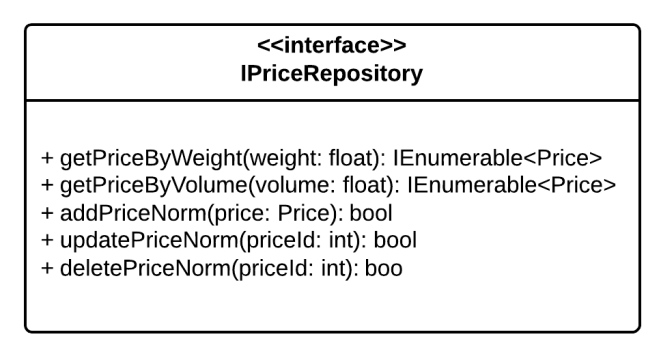 <<interface>>
IPriceRepository
+ getPriceByWeight(weight: float): IEnumerable<Price>
+ getPriceByVolume(volume: float): IEnumerable<Price>
+ addPriceNorm(price: Price): bool
+ updatePriceNorm(priceId: int): bool
+ deletePriceNorm(priceId: int): boo